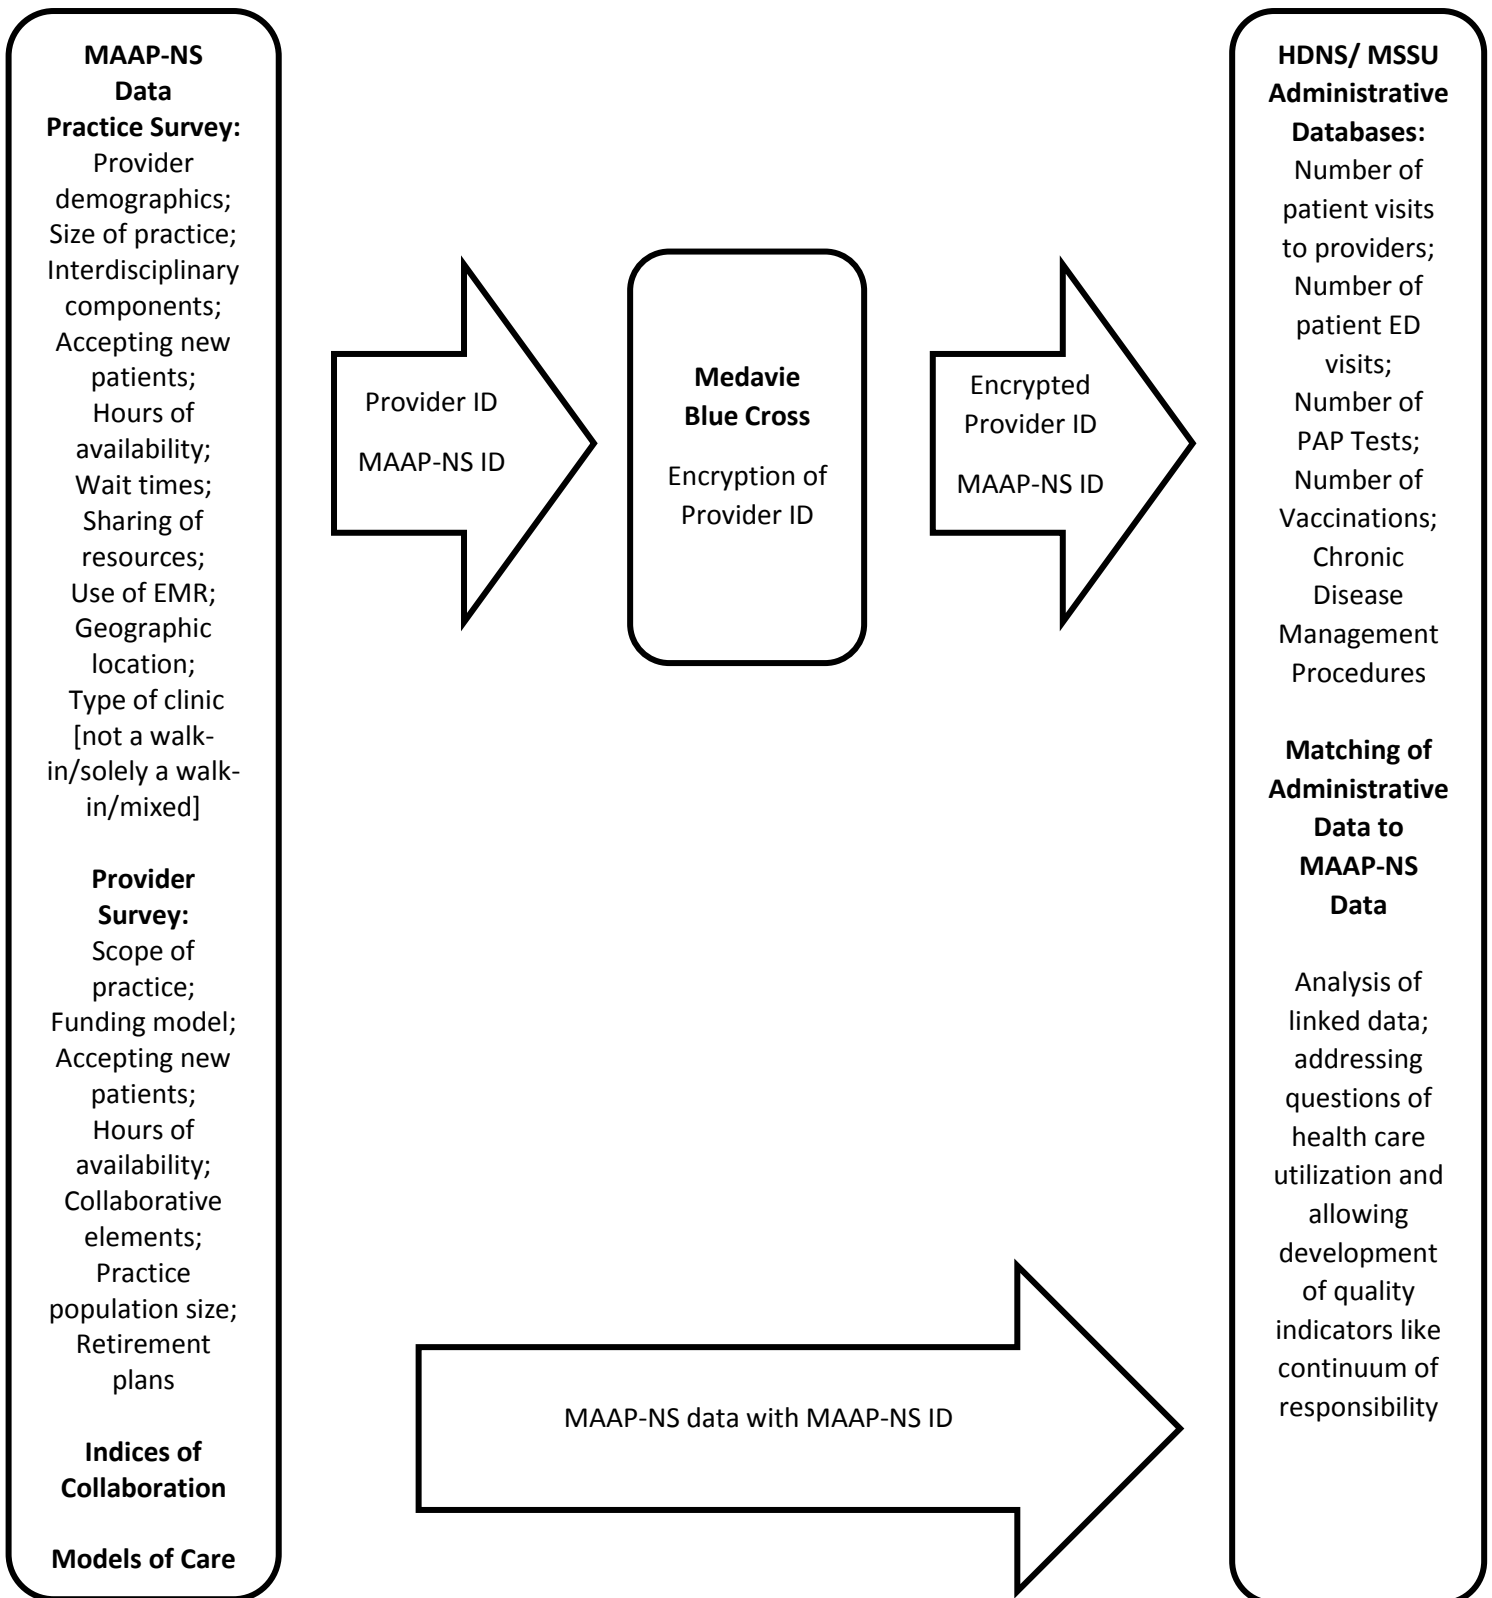 MAAP-NS
Data
Practice Survey:
Provider
demographics;
Size of practice;
Interdisciplinary
components;
Accepting new
patients;
Hours of
availability;
Wait times;
Sharing of
resources;
Use of EMR;
Geographic
location;
Type of clinic
[not a walk-
in/solely a walk-
in/mixed]
Provider
Survey:
Scope of
practice;
Funding model;
Accepting new
patients;
Hours of
availability;
Collaborative
elements;
Practice
population size;
Retirement
plans
Indices of
Collaboration
Models of Care
Provider ID
MAAP-NS ID
Medavie
Blue Cross
Encryption of
Provider ID
Encrypted
Provider ID
MAAP-NS ID
MAAP-NS data with MAAP-NS ID
HDNS/ MSSU
Administrative
Databases:
Number of
patient visits
to providers;
Number of
patient ED
visits;
Number of
PAP Tests;
Number of
Vaccinations;
Chronic
Disease
Management
Procedures
Matching of
Administrative
Data to
MAAP-NS
Data
Analysis of
linked data;
addressing
questions of
health care
utilization and
allowing
development
of quality
indicators like
continuum of
responsibility